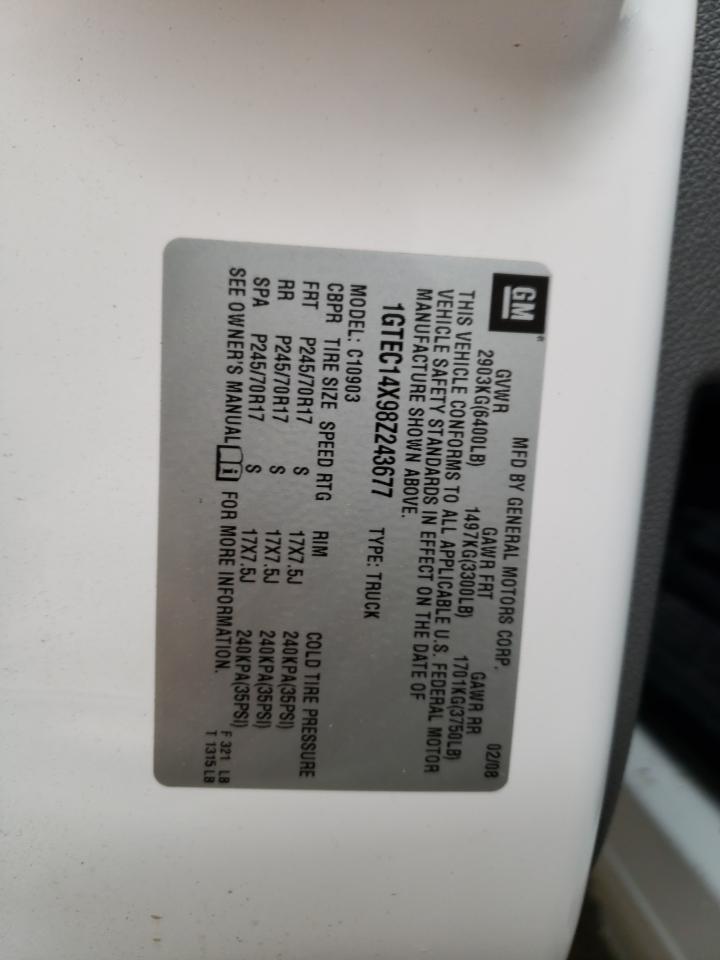 GM®
MFD BY GENERAL MOTORS CORP. 02/08
GVWR GAWR FRT GAWR RR
2903KG(6400LB) 1497KG(3300LB) 1701KG(3750LB)
THIS VEHICLE CONFORMS TO ALL APPLICABLE U.S. FEDERAL MOTOR
VEHICLE SAFETY STANDARDS IN EFFECT ON THE DATE OF
MANUFACTURE SHOWN ABOVE.
1GTEC14X98Z243677 TYPE: TRUCK
MODEL: C10903
CBPR TIRE SIZE SPEED RTG RIM COLD TIRE PRESSURE
FRT P245/70R17 S 17X7.5J 240KPA(35PSI)
RR P245/70R17 S 17X7.5J 240KPA(35PSI)
SPA P245/70R17 S 17X7.5J 240KPA(35PSI)
SEE OWNER'S MANUAL i FOR MORE INFORMATION.
F 321 LB
T 1315 LB